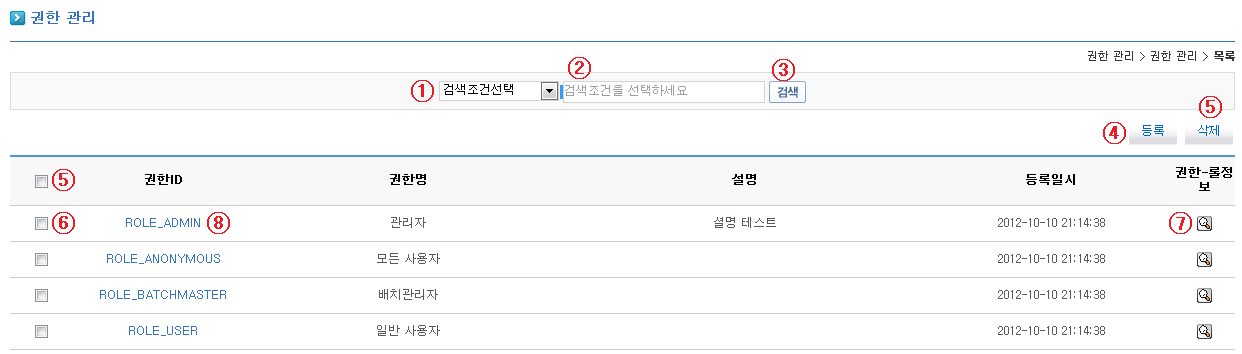 권한 관리
권한 관리 > 권한 관리 > 목록
① 검색조건선택 ② 검색조건을 선택하세요 ③ 검색
④ 등록 ⑤ 삭제
⑤ 권한ID 권한명 설명 등록일시 권한-롤정
보
⑥ ROLE_ADMIN ⑧ 관리자 셜명 테스트 2012-10-10 21:14:38 ⑦
ROLE_ANONYMOUS 모든 사용자 2012-10-10 21:14:38
ROLE_BATCHMASTER 배치관리자 2012-10-10 21:14:38
ROLE_USER 일반 사용자 2012-10-10 21:14:38